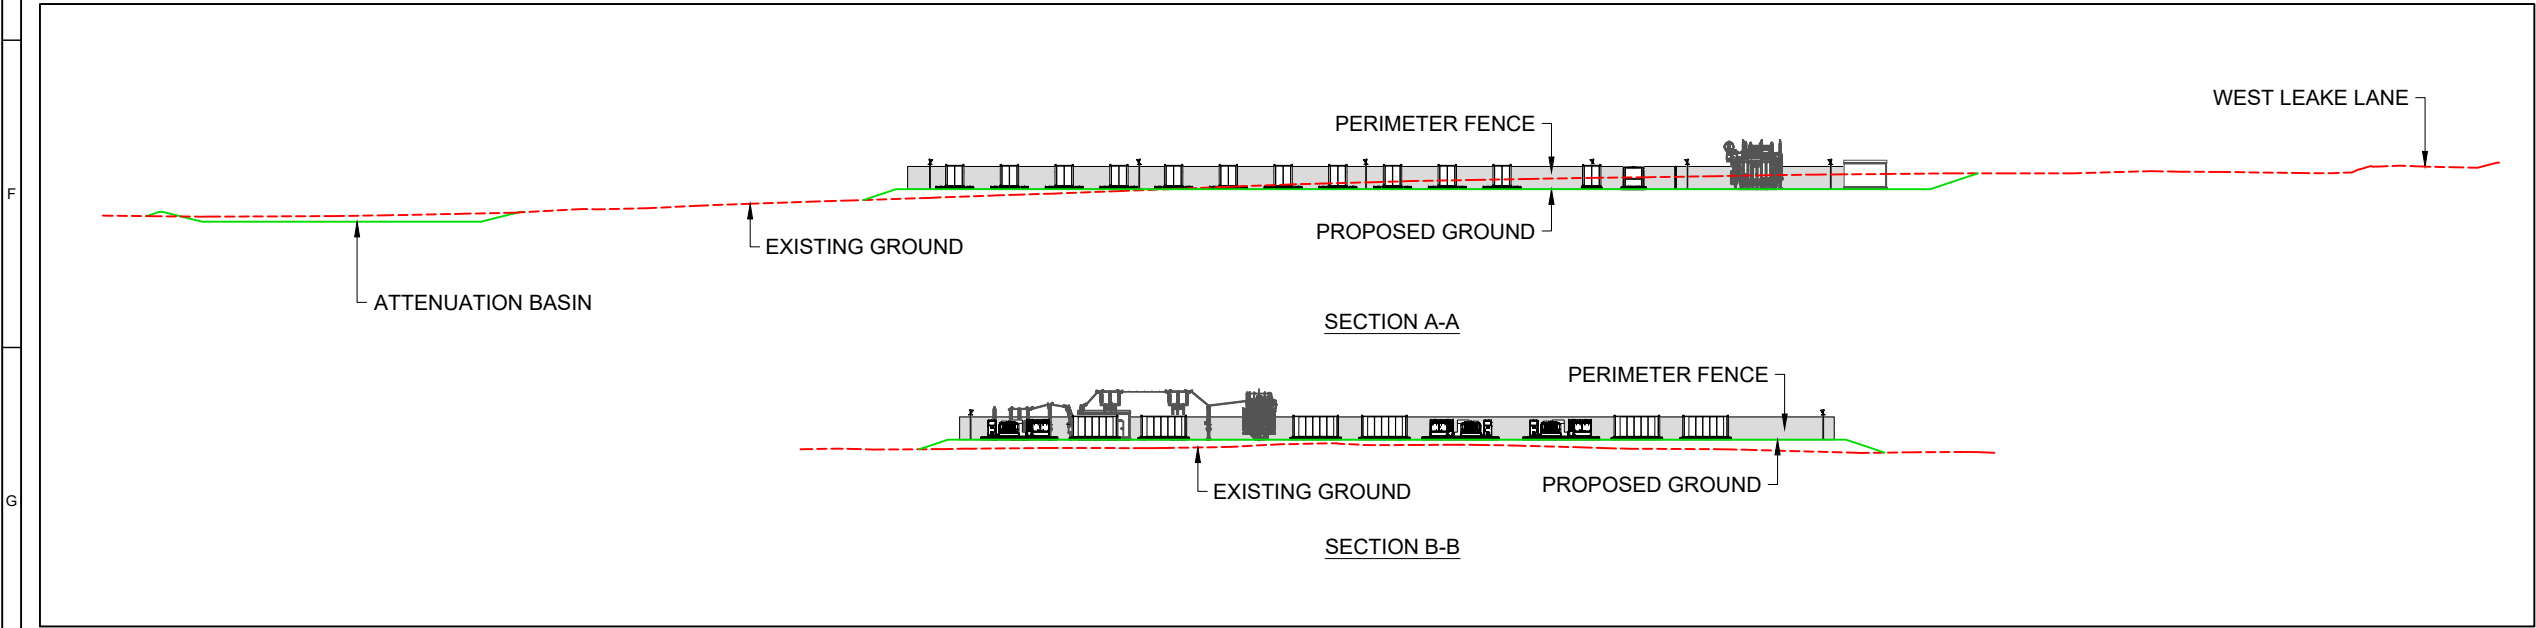 WEST LEAKE LANE
PERIMETER FENCE
F
PROPOSED GROUND
EXISTING GROUND
ATTENUATION BASIN
SECTION A-A
PERIMETER FENCE
G
EXISTING GROUND
PROPOSED GROUND
SECTION B-B